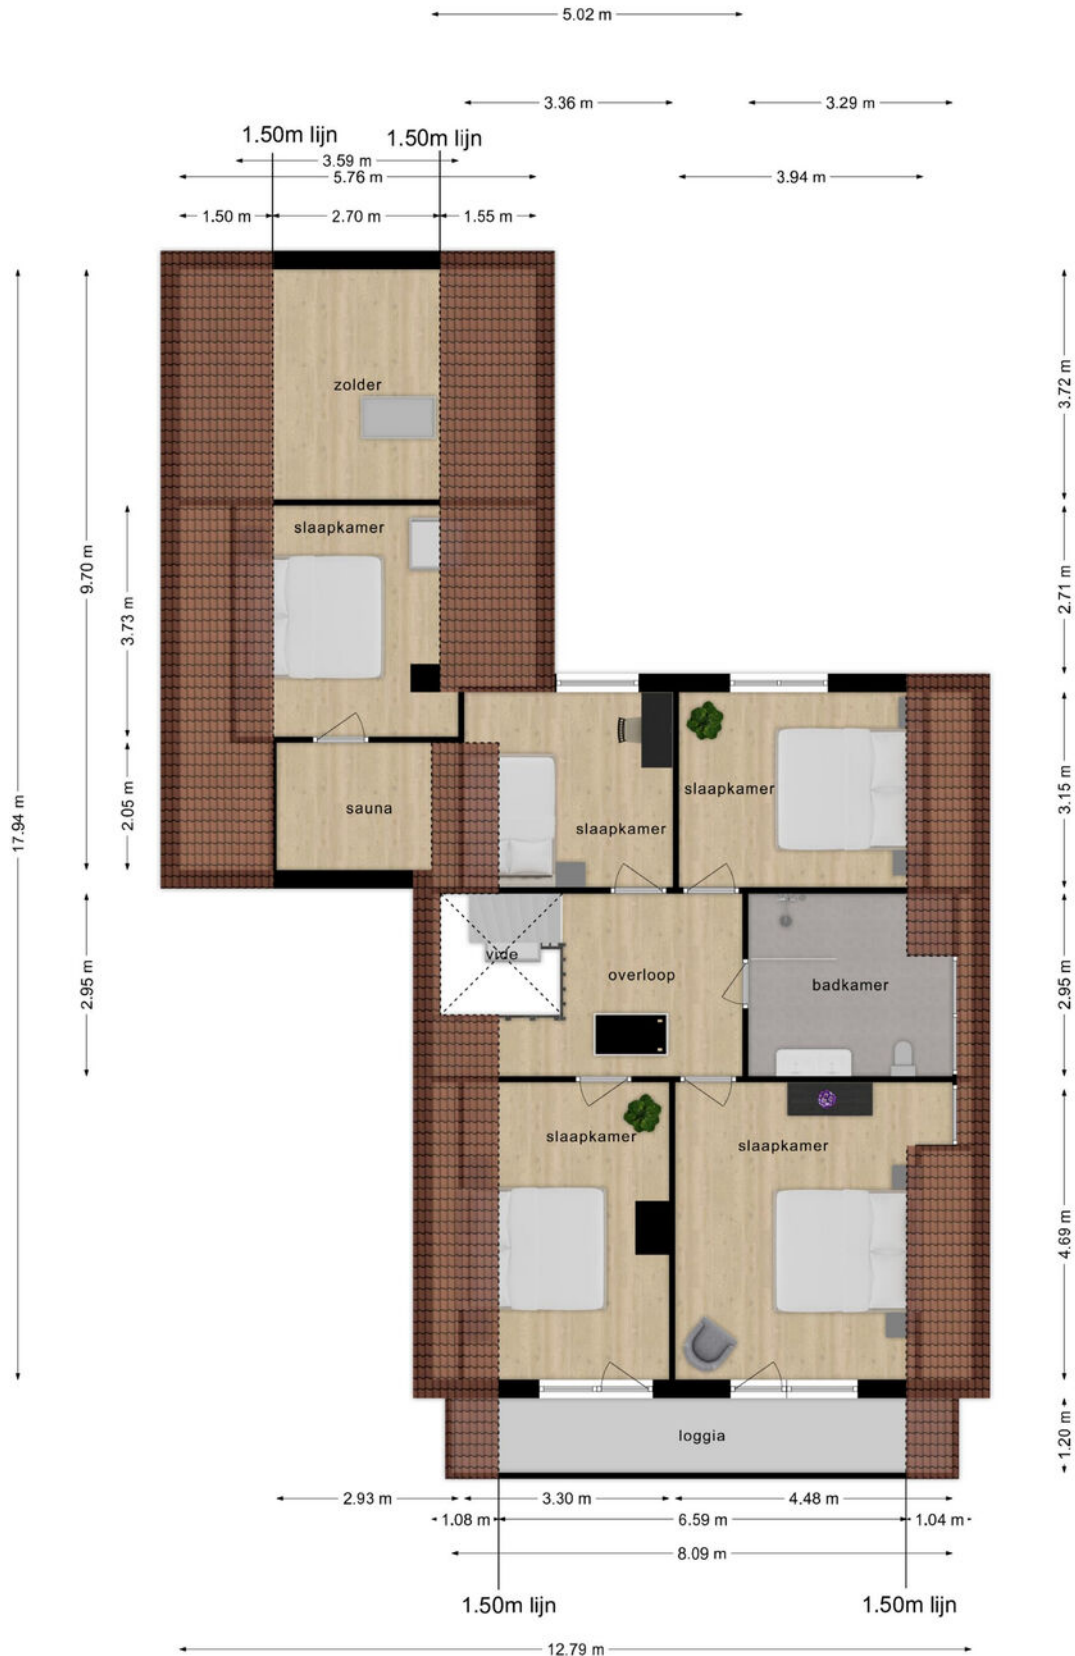 5.02 m
3.36 m
3.29 m
1.50m lijn
1.50m lijn
3.59 m
5.76 m
3.94 m
1.50 m
2.70 m
1.55 m
zolder
3.72 m
slaapkamer
9.70 m
3.73 m
2.71 m
slaapkamer
sauna
slaapkamer
2.05 m
3.15 m
17.94 m
vide
overloop
badkamer
2.95 m
2.95 m
slaapkamer
slaapkamer
4.69 m
loggia
1.20 m
2.93 m
3.30 m
4.48 m
1.08 m
6.59 m
1.04 m
8.09 m
1.50m lijn
1.50m lijn
12.79 m